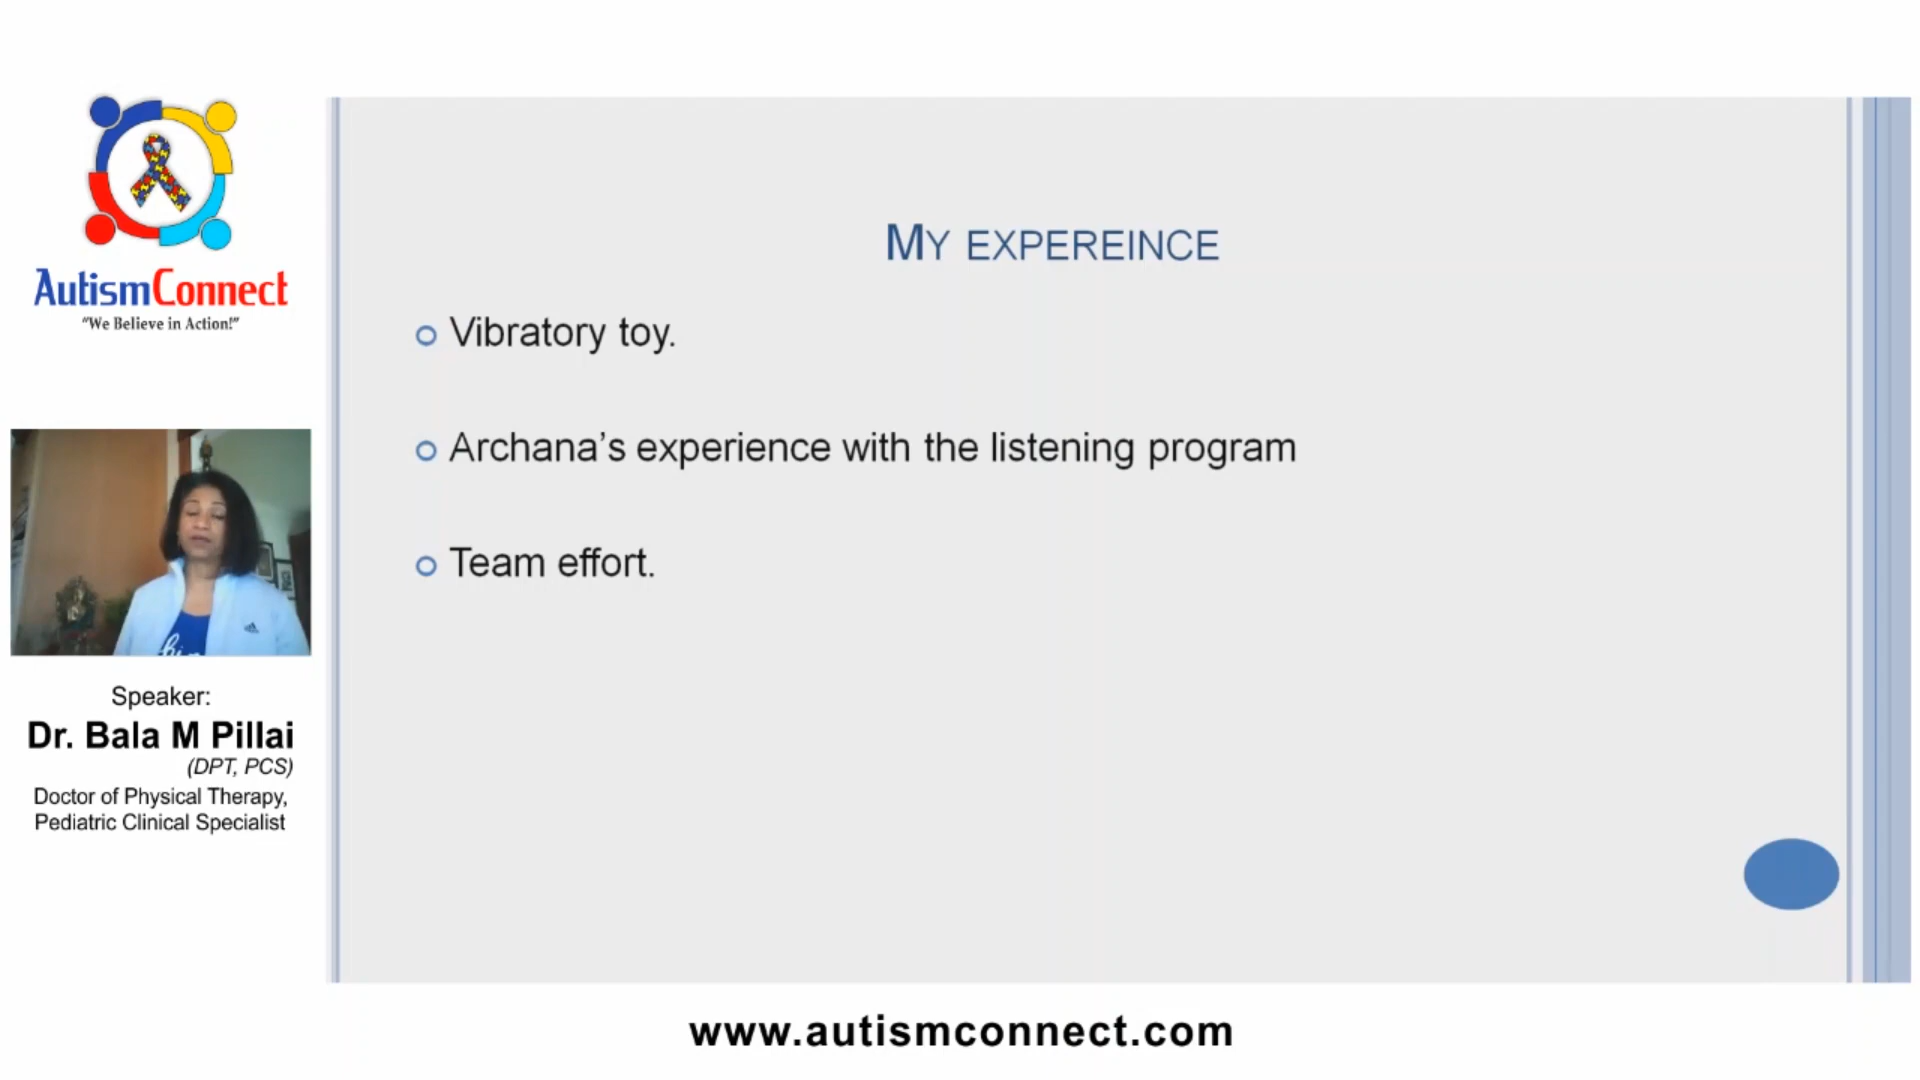 AutismConnect
"We Believe in Action!"
Speaker:
Dr. Bala M Pillai
(DPT, PCS)
Doctor of Physical Therapy,
Pediatric Clinical Specialist
MY EXPEREINCE
Vibratory toy.
Archana's experience with the listening program
Team effort.
www.autismconnect.com